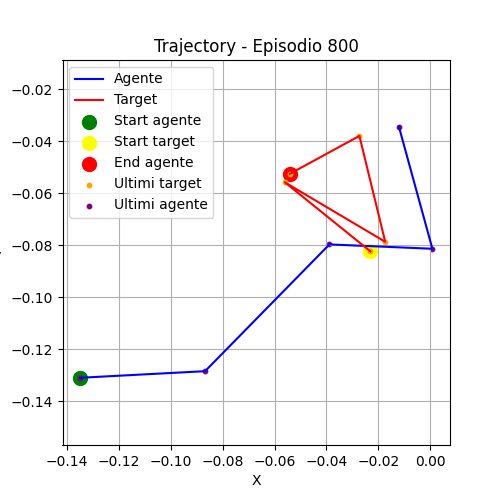 Trajectory - Episodio 800
Agente
Target
Start agente
Start target
End agente
Ultimi target
Ultimi agente
−0.02
−0.04
−0.06
−0.08
−0.10
−0.12
−0.14
−0.14 −0.12 −0.10 −0.08 −0.06 −0.04 −0.02 0.00
X